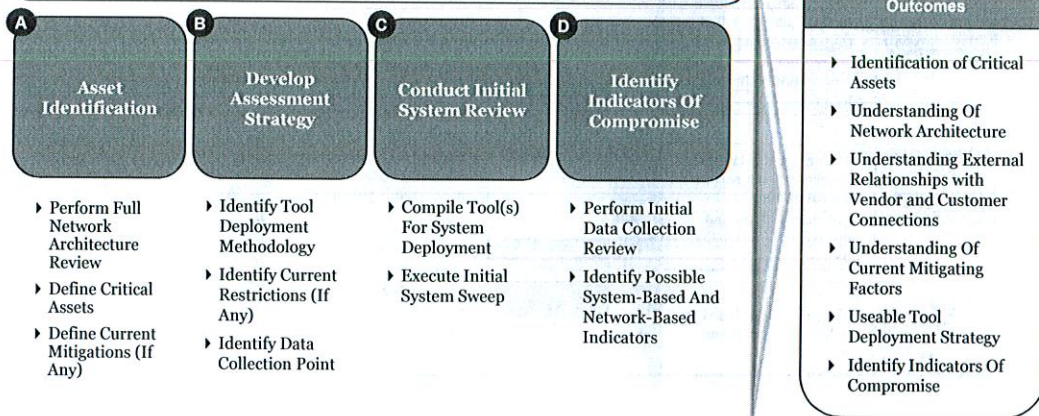 A
Asset
Identification
▸ Perform Full
Network
Architecture
Review
▸ Define Critical
Assets
▸ Define Current
Mitigations (If
Any)
B
Develop
Assessment
Strategy
▸ Identify Tool
Deployment
Methodology
▸ Identify Current
Restrictions (If
Any)
▸ Identify Data
Collection Point
C
Conduct Initial
System Review
▸ Compile Tool(s)
For System
Deployment
▸ Execute Initial
System Sweep
D
Identify
Indicators Of
Compromise
▸ Perform Initial
Data Collection
Review
▸ Identify Possible
System-Based And
Network-Based
Indicators
Outcomes
▸ Identification of Critical
Assets
▸ Understanding Of
Network Architecture
▸ Understanding External
Relationships with
Vendor and Customer
Connections
▸ Understanding Of
Current Mitigating
Factors
▸ Useable Tool
Deployment Strategy
▸ Identify Indicators Of
Compromise